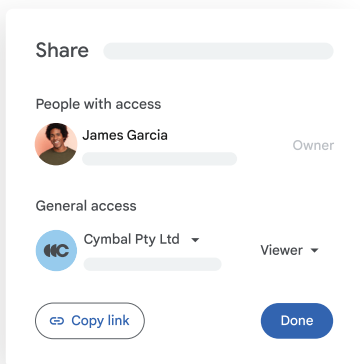 Share
People with access
James Garcia
Owner
General access
Cymbal Pty Ltd
Viewer
Copy link
Done